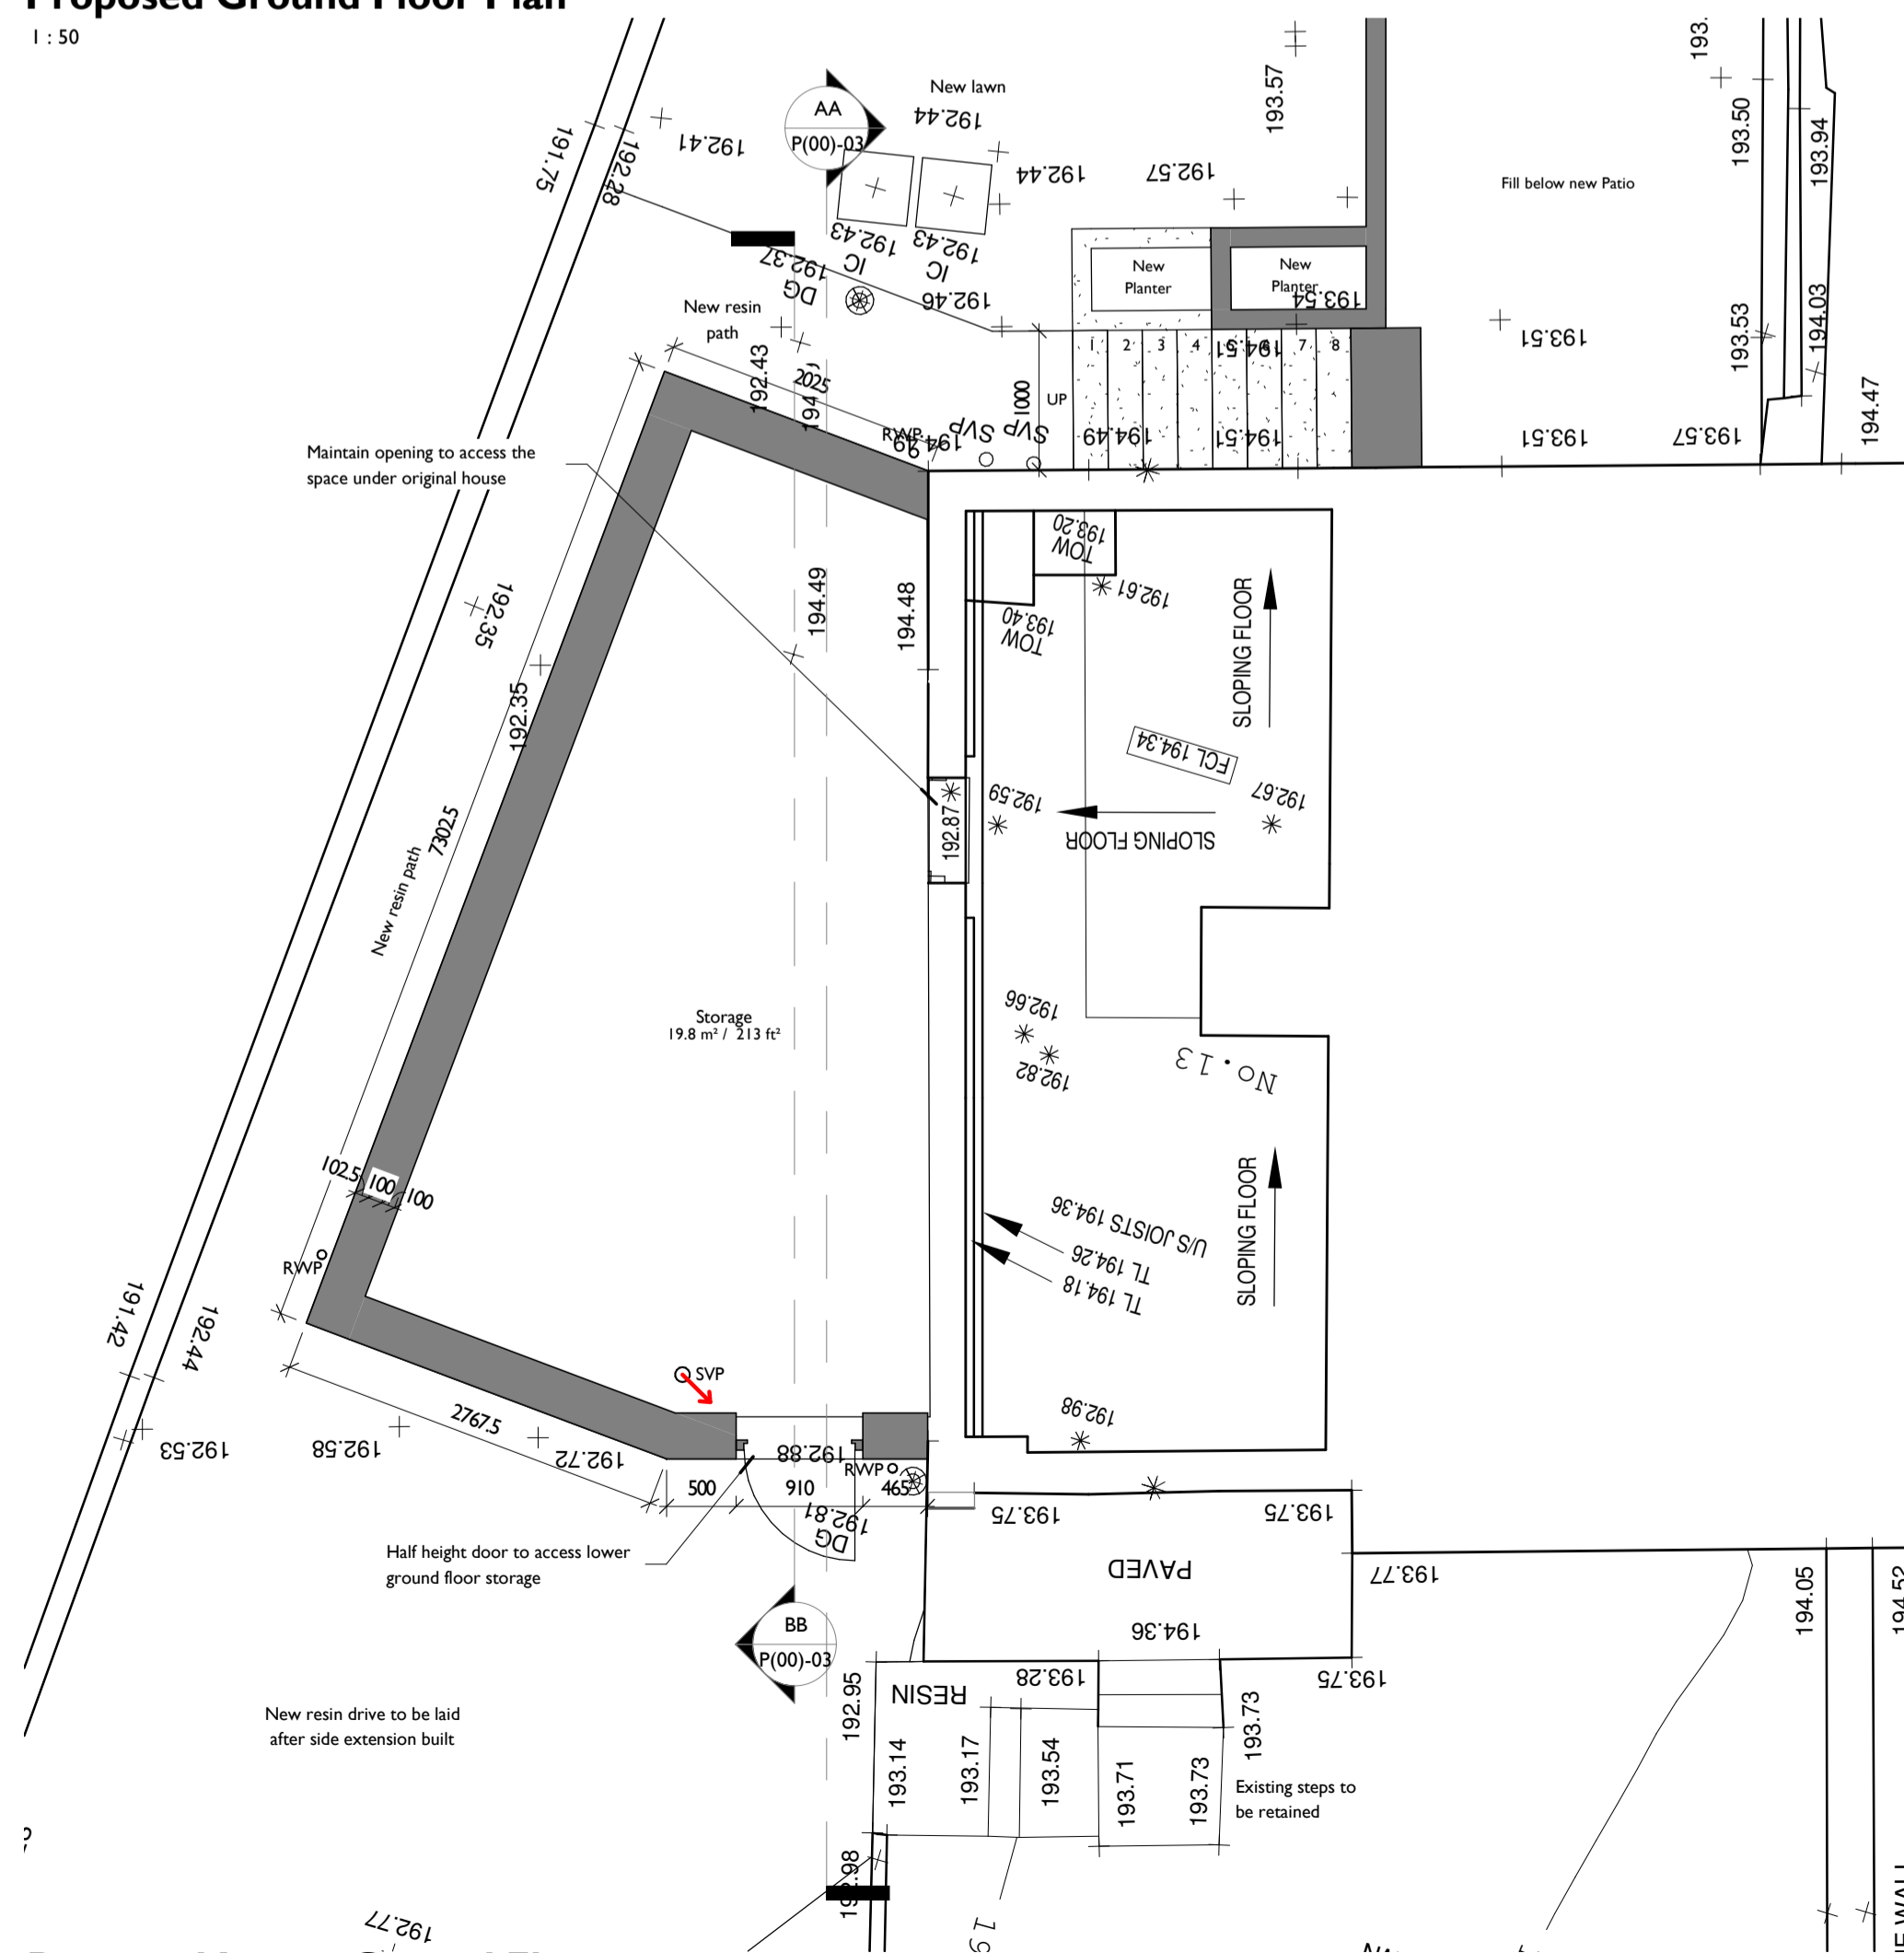 Proposed Ground Floor Plan
1 : 50
191.75
192.28
192.41
AA
P(00)-03
New lawn
192.44
192.44
192.57
193.57
193.
193.50
193.94
Fill below new Patio
192.43
IC
192.43
IC
192.37
DG
192.46
New
Planter
New
Planter
193.54
193.51
193.53
194.03
New resin
path
192.43
2025
1000
UP
1
2
3
4
7
8
194.51
RWP
194.49
SVP
SVP
194.49
194.51
193.51
193.57
194.47
Maintain opening to access the
space under original house
TOW
193.20
192.61
TOW
193.40
194.49
194.48
SLOPING FLOOR
192.35
192.35
FCL 194.34
192.59
192.67
192.87
SLOPING FLOOR
7302.5
New resin path
Storage
19.8 m² / 213 ft²
192.66
192.82
No.13
102.5
100
100
U/S JOISTS 194.36
TL 194.26
TL 194.18
SLOPING FLOOR
RWP
191.42
192.44
SVP
2767.5
192.53
192.58
192.72
192.88
192.98
RWP
500
910
465
192.81
DG
193.75
193.75
Half height door to access lower
ground floor storage
PAVED
193.77
194.05
194.52
194.36
BB
P(00)-03
193.28
193.75
RESIN
192.95
New resin drive to be laid
after side extension built
193.14
193.17
193.54
193.71
193.73
193.73
Existing steps to
be retained
192.98
192.77
19
WALL